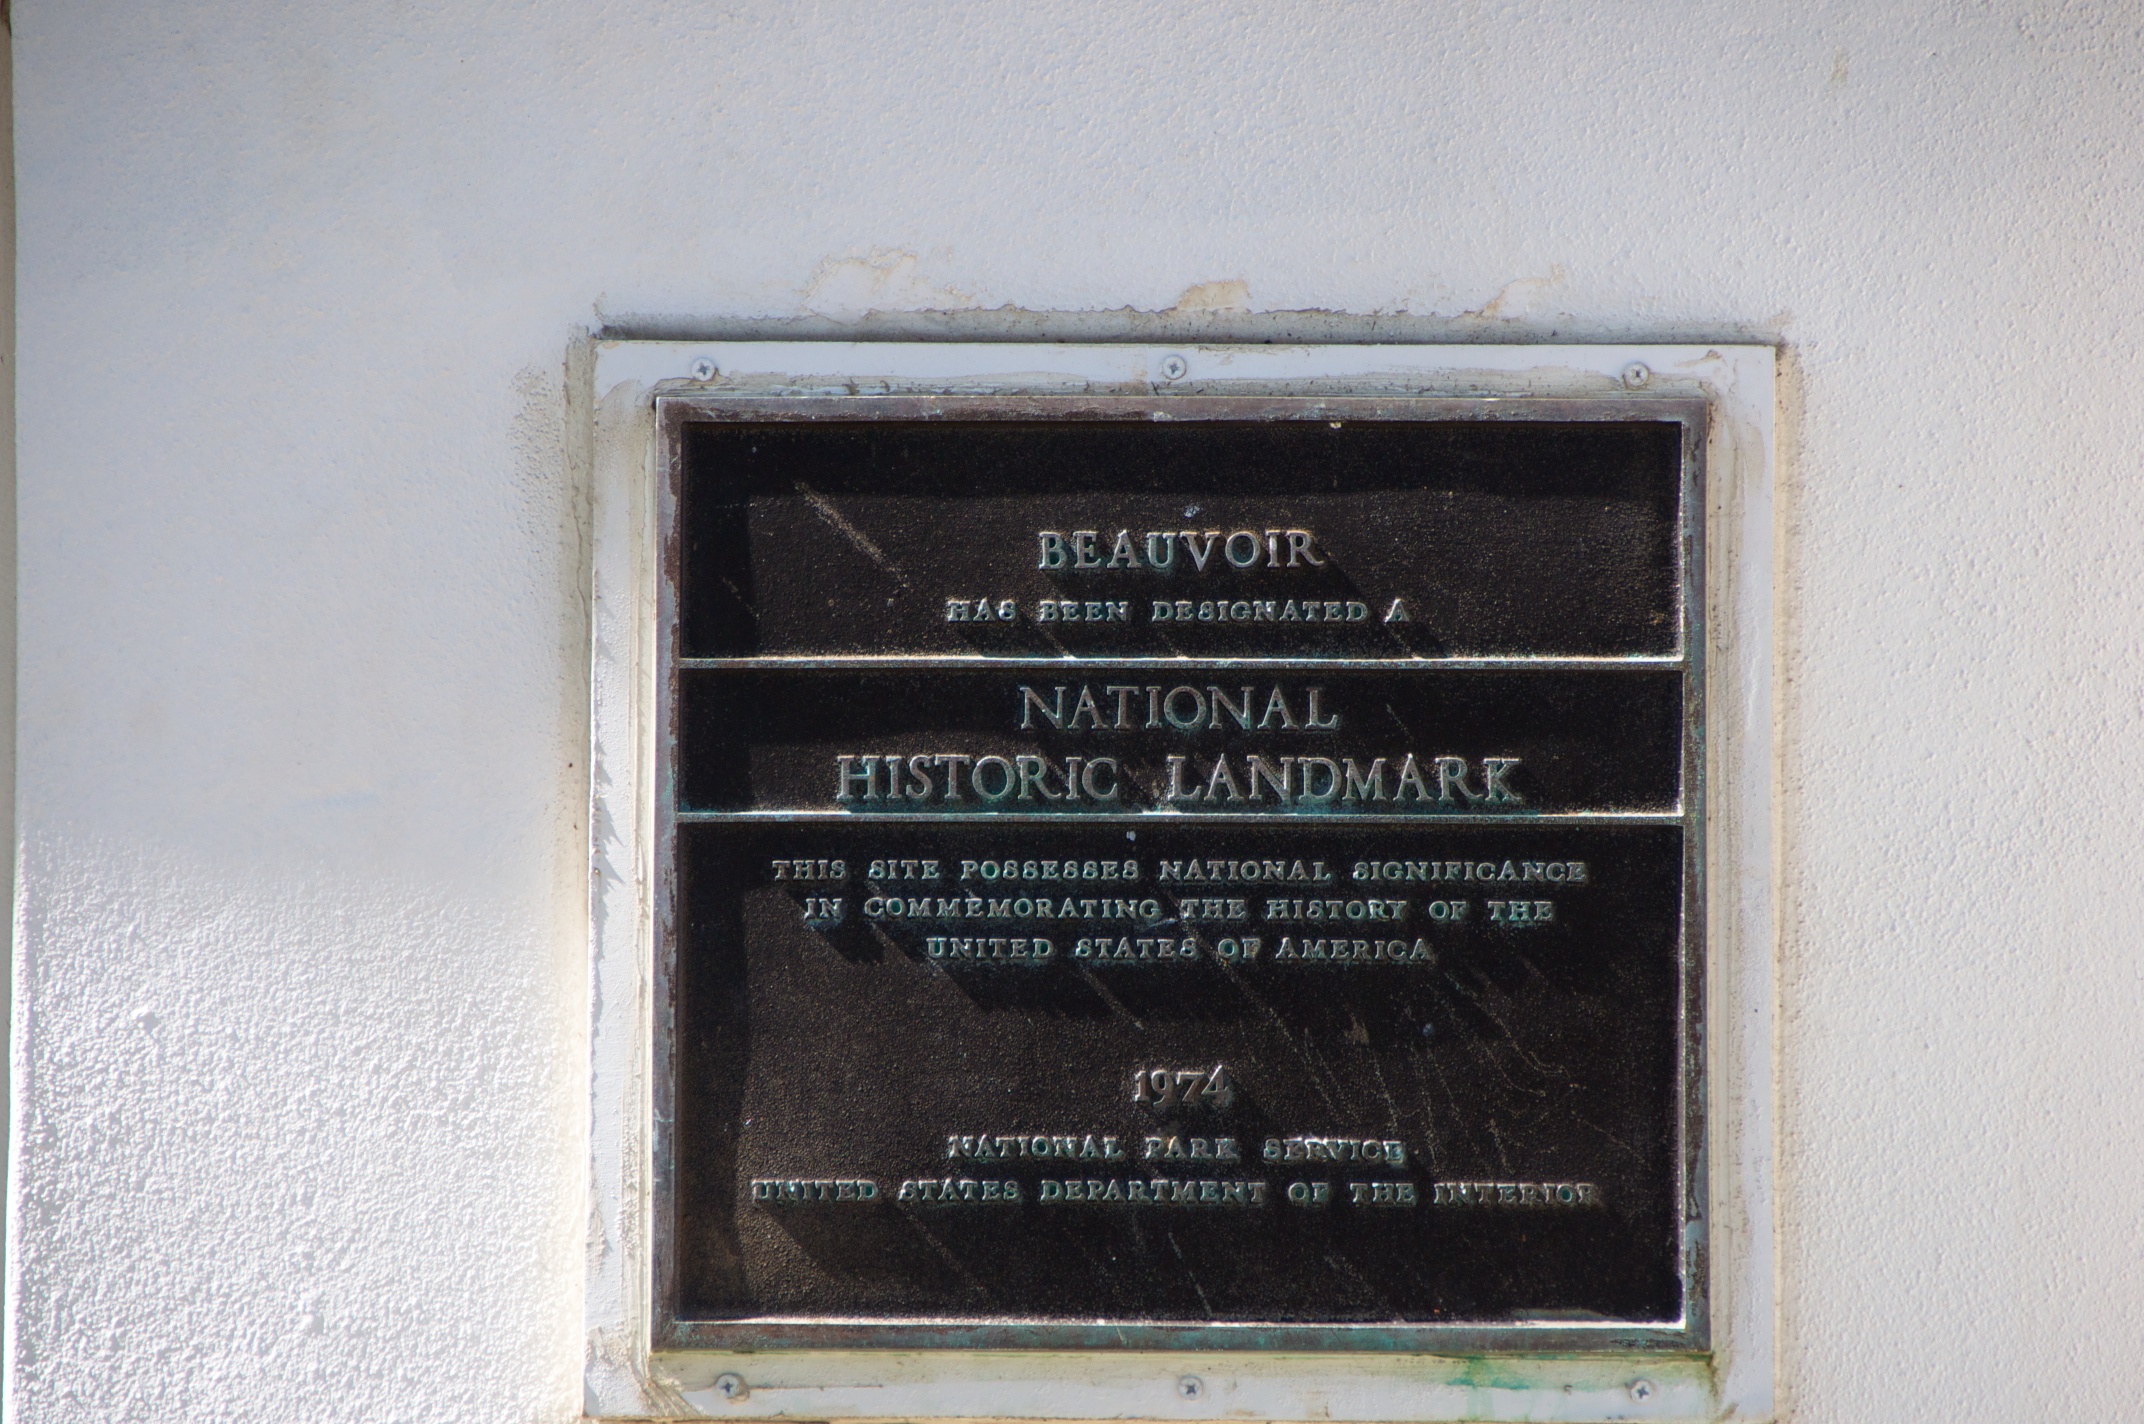 BEAUVOIR
HAS BEEN DESIGNATED A
NATIONAL
HISTORIC LANDMARK
THIS SITE POSSESSES NATIONAL SIGNIFICANCE
IN COMMEMORATING THE HISTORY OF THE
UNITED STATES OF AMERICA
1974
NATIONAL PARK SERVICE
UNITED STATES DEPARTMENT OF THE INTERIOR